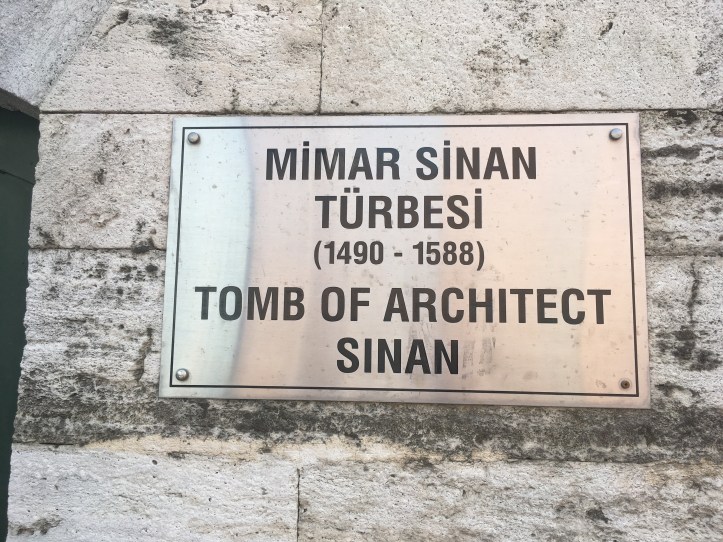 MİMAR SİNAN
TÜRBESİ
(1490 - 1588)
TOMB OF ARCHITECT
SINAN